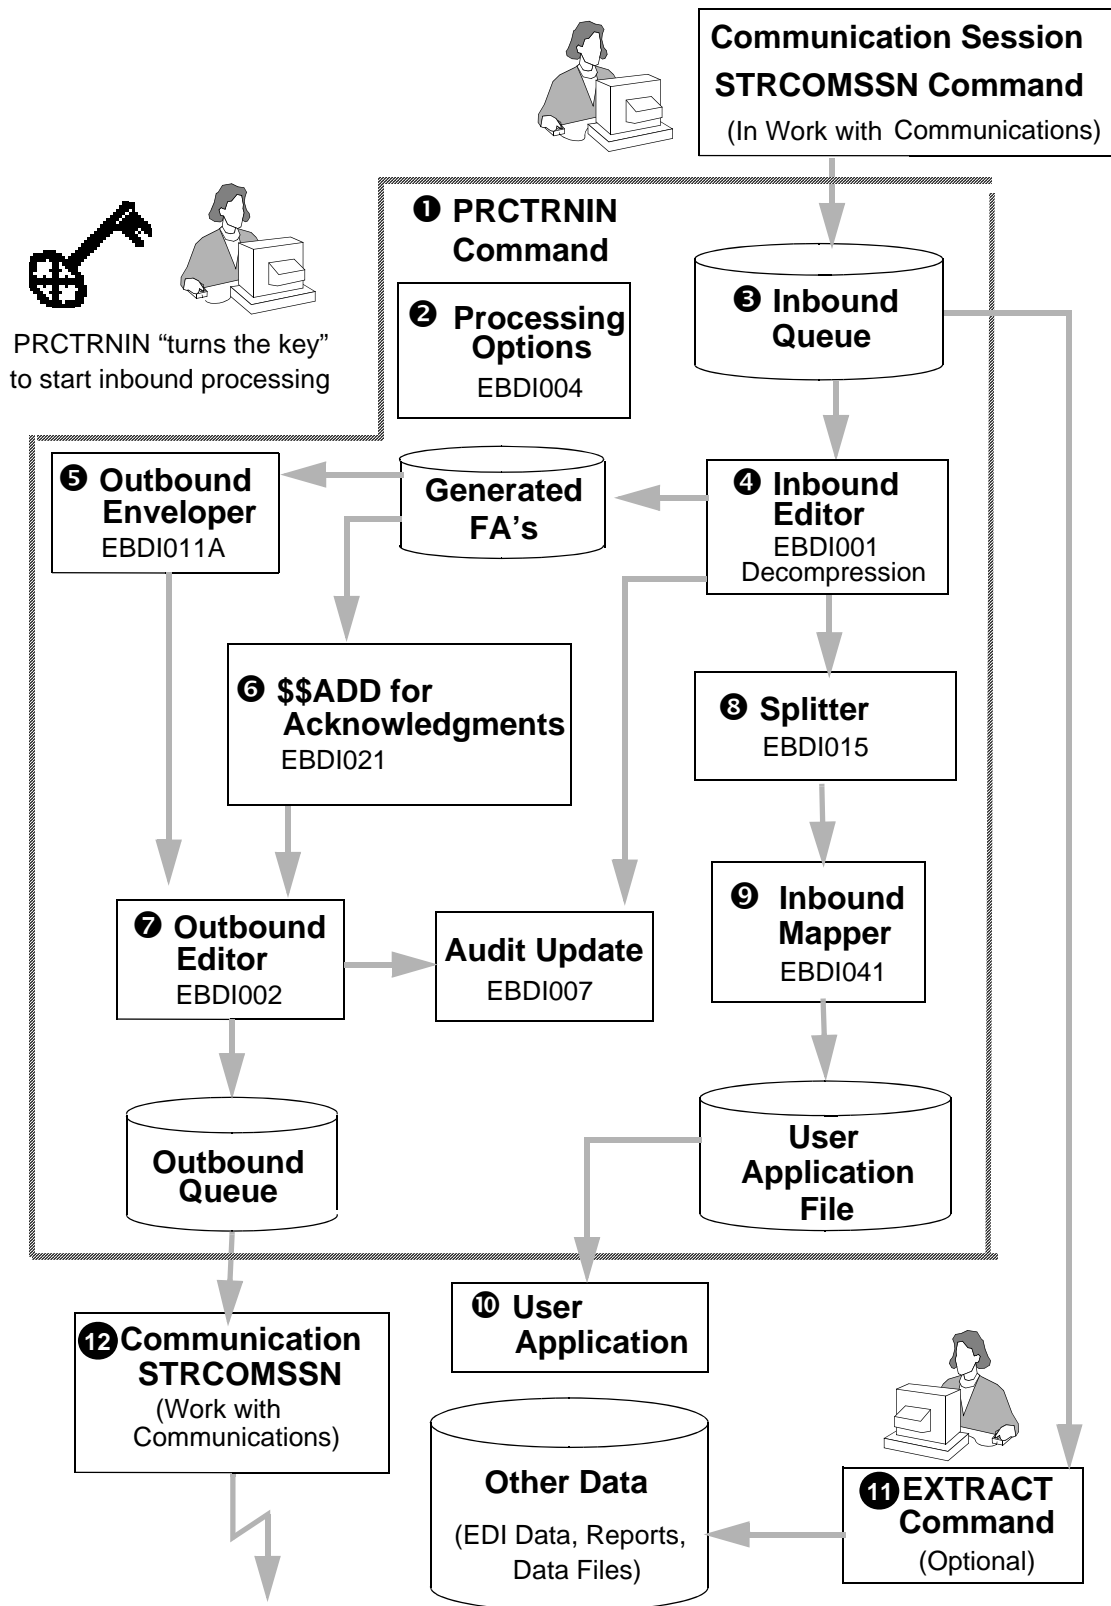 Communication Session
STRCOMSSN Command
(In Work with Communications)
❶ PRCTRNIN
Command
❷ Processing
Options
EBDI004
❸ Inbound
Queue
PRCTRNIN “turns the key”
to start inbound processing
❺ Outbound
Enveloper
EBDI011A
Generated
FA's
❹ Inbound
Editor
EBDI001
Decompression
❻ $$ADD for
Acknowledgments
EBDI021
❽ Splitter
EBDI015
❼ Outbound
Editor
EBDI002
Audit Update
EBDI007
❾ Inbound
Mapper
EBDI041
Outbound
Queue
User
Application
File
⓬ Communication
STRCOMSSN
(Work with
Communications)
❿ User
Application
Other Data
(EDI Data, Reports,
Data Files)
⓫ EXTRACT
Command
(Optional)